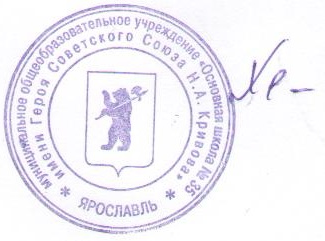 муниципальное общеобразовательное учреждение «Основная школа № 35
имени Героя Советского Союза Н.А. Кривова»
* ЯРОСЛАВЛЬ *